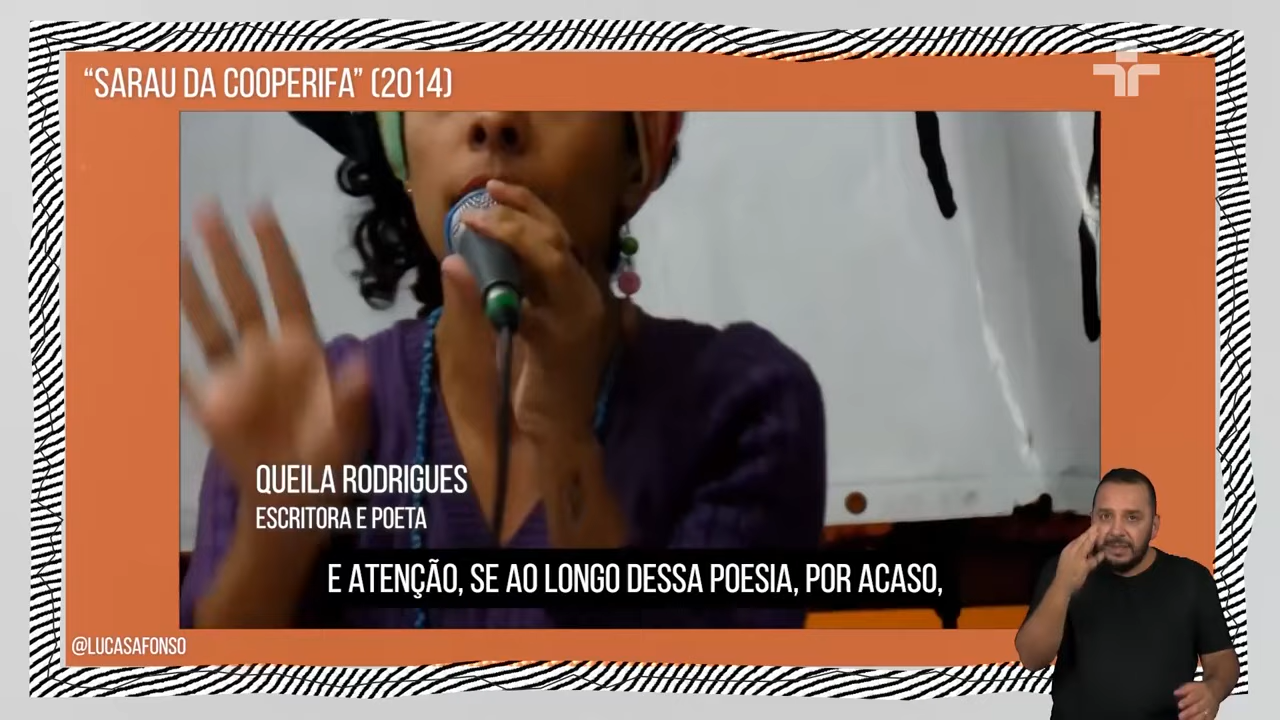 “SARAU DA COOPERIFA” (2014)
QUEILA RODRIGUES
ESCRITORA E POETA
E ATENÇÃO, SE AO LONGO DESSA POESIA, POR ACASO,
@LUCASAFONSO